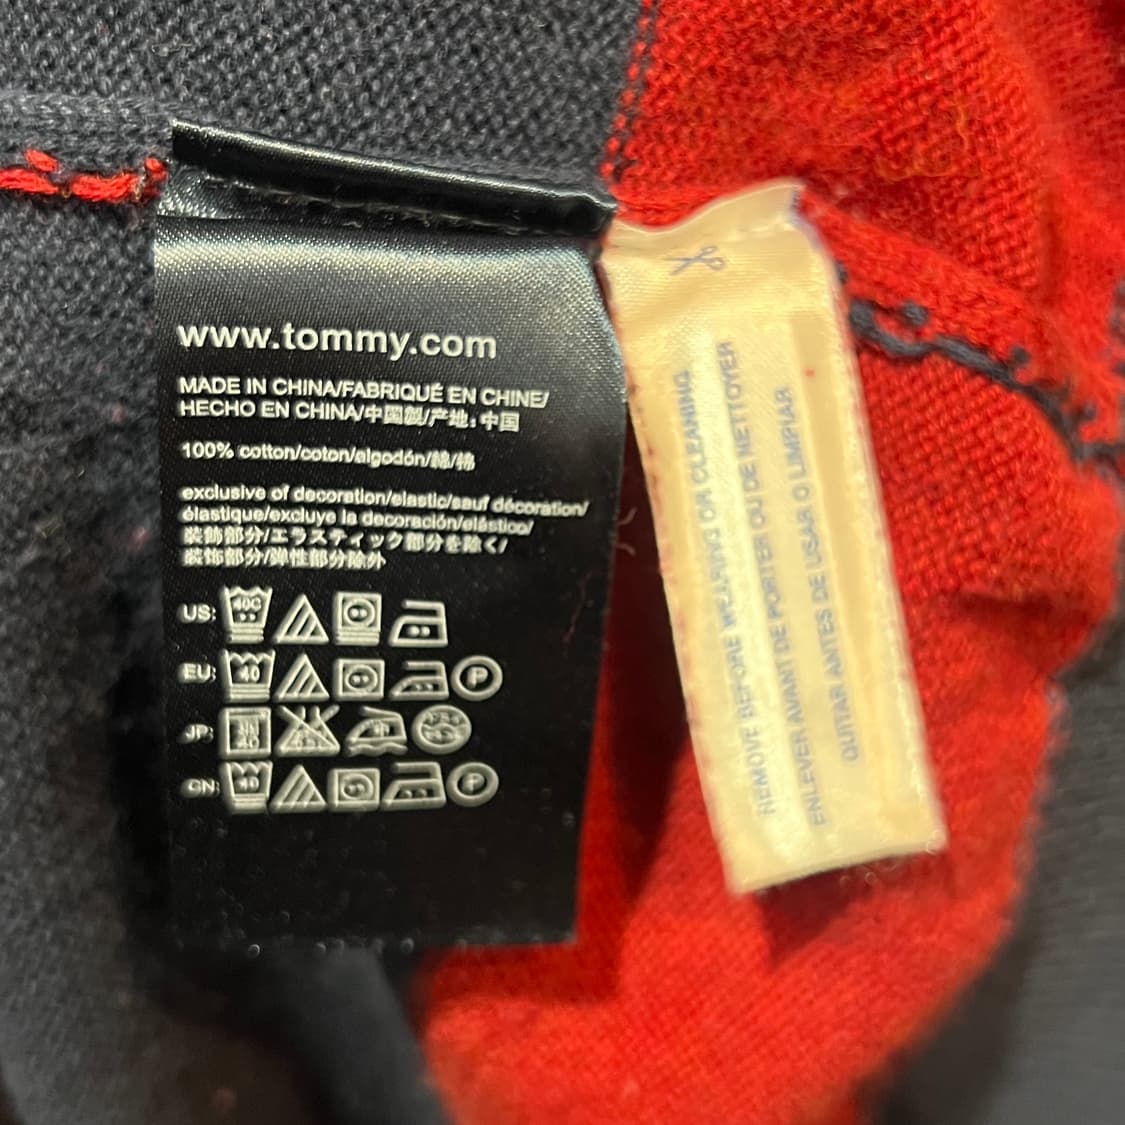 www.tommy.com
MADE IN CHINA/FABRIQUÉ EN CHINE/
HECHO EN CHINA/中国製/产地:中国
100% cotton/coton/algodón/綿/棉
exclusive of decoration/elastic/sauf décoration/
élastique/excluye la decoración/elástico/
装飾部分/エラスティック部分を除く/
装饰部分/弹性部分除外
US: 40C
EU: 40 P
JP: 40
CN: 40 P
REMOVE BEFORE WEARING OR CLEANING
ENLEVER AVANT DE PORTER OU DE NETTOYER
QUITAR ANTES DE USAR O LIMPIAR